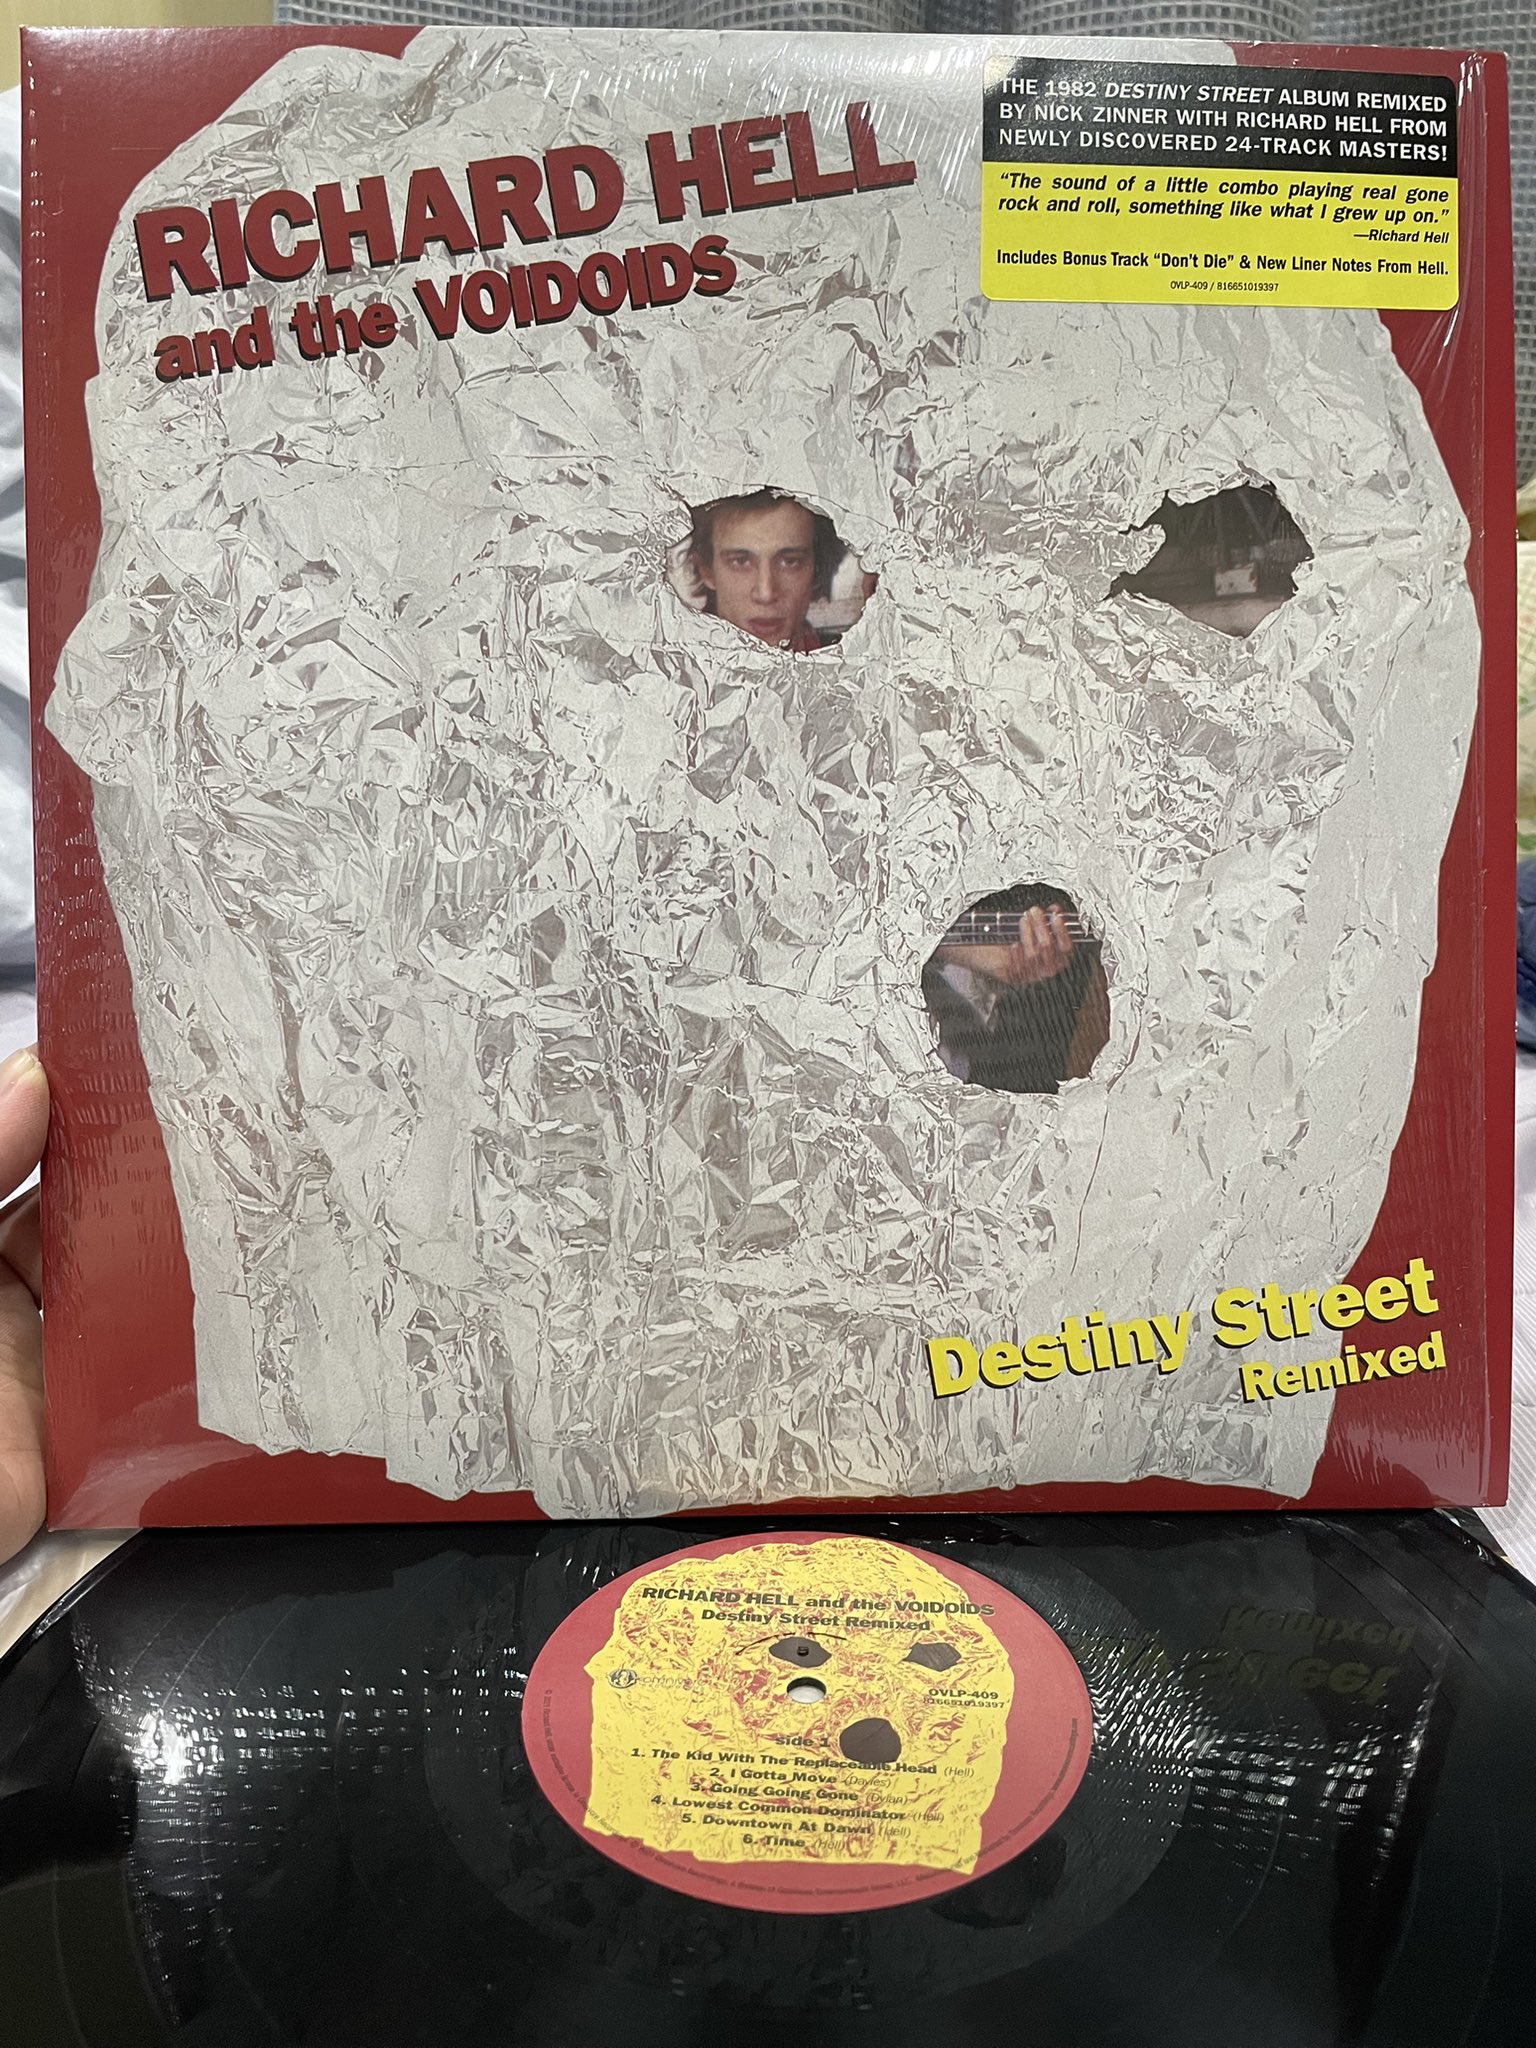 RICHARD HELL
and the VOIDOIDS
THE 1982 DESTINY STREET ALBUM REMIXED
BY NICK ZINNER WITH RICHARD HELL FROM
NEWLY DISCOVERED 24-TRACK MASTERS!
“The sound of a little combo playing real gone
rock and roll, something like what I grew up on.”
—Richard Hell
Includes Bonus Track “Don’t Die” & New Liner Notes From Hell.
OVLP-409 / 816651019397
Destiny Street
Remixed
RICHARD HELL and the VOIDOIDS
Destiny Street Remixed
OVLP-409
816651019397
side 1
1. The Kid With The Replaceable Head (Hell)
2. I Gotta Move (Davies)
3. Going Going Gone (Dylan)
4. Lowest Common Dominator (Hell)
5. Downtown At Dawn (Hell)
6. Time (Hell)